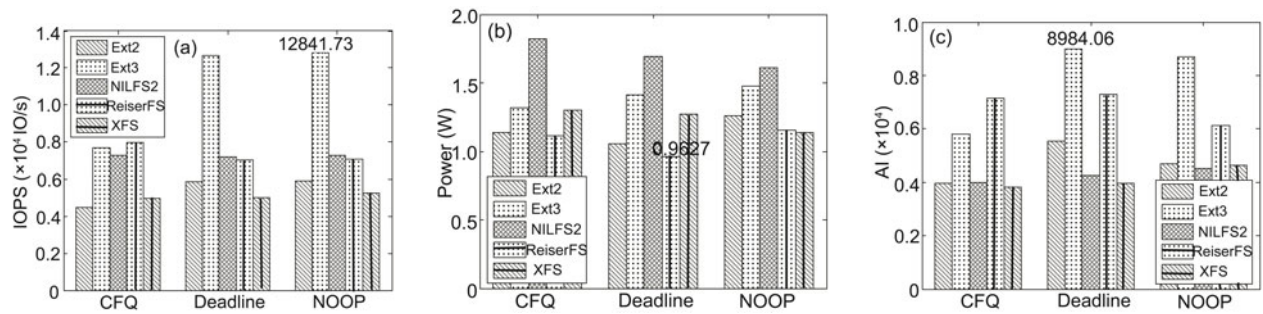 (a)
12841.73
1.4
1.2
1.0
0.8
0.6
0.4
0.2
0
IOPS (×10⁴ IO/s)
Ext2
Ext3
NILFS2
ReiserFS
XFS
CFQ
Deadline
NOOP
(b)
2.0
1.5
1.0
0.5
0
Power (W)
0.9627
Ext2
Ext3
NILFS2
ReiserFS
XFS
CFQ
Deadline
NOOP
(c)
8984.06
1.0
0.8
0.6
0.4
0.2
0
AI (×10⁴)
Ext2
Ext3
NILFS2
ReiserFS
XFS
CFQ
Deadline
NOOP